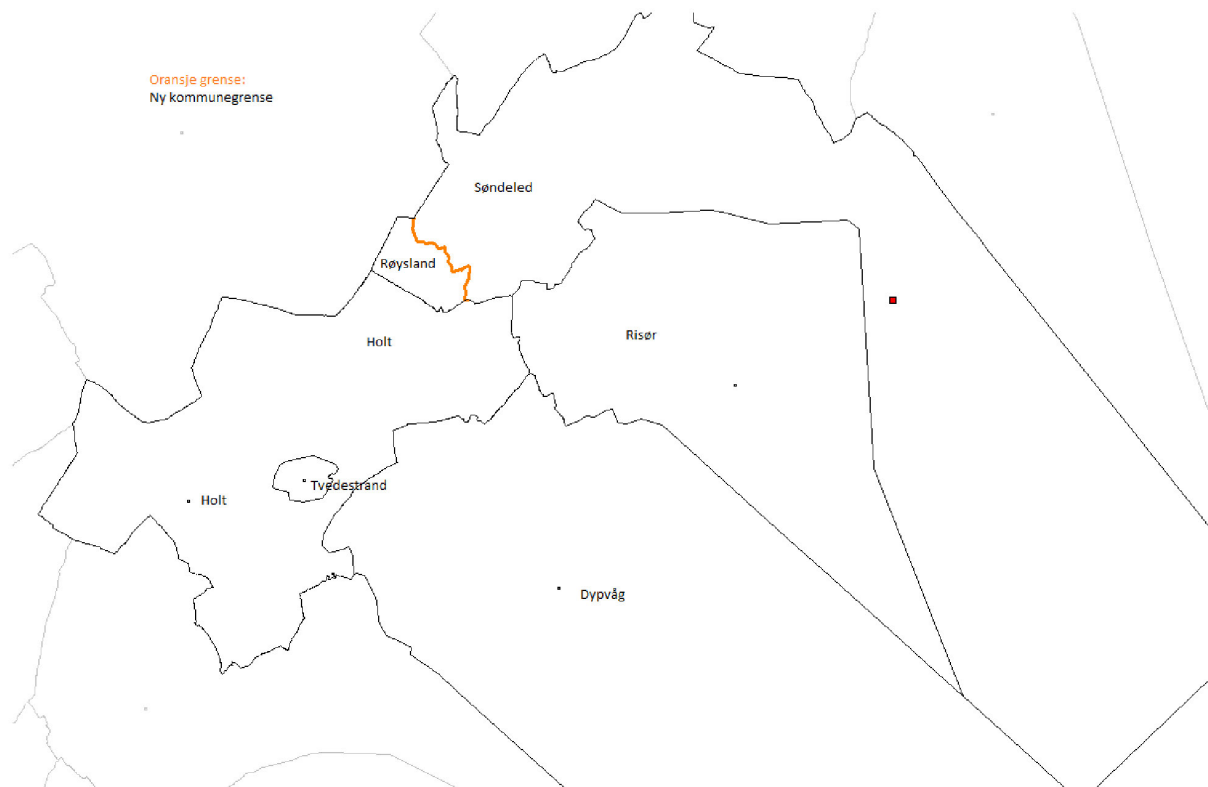 Oransje grense:
Ny kommunegrense
Søndeled
Røysland
Holt
Risør
Tvedestrand
Holt
Dypvåg